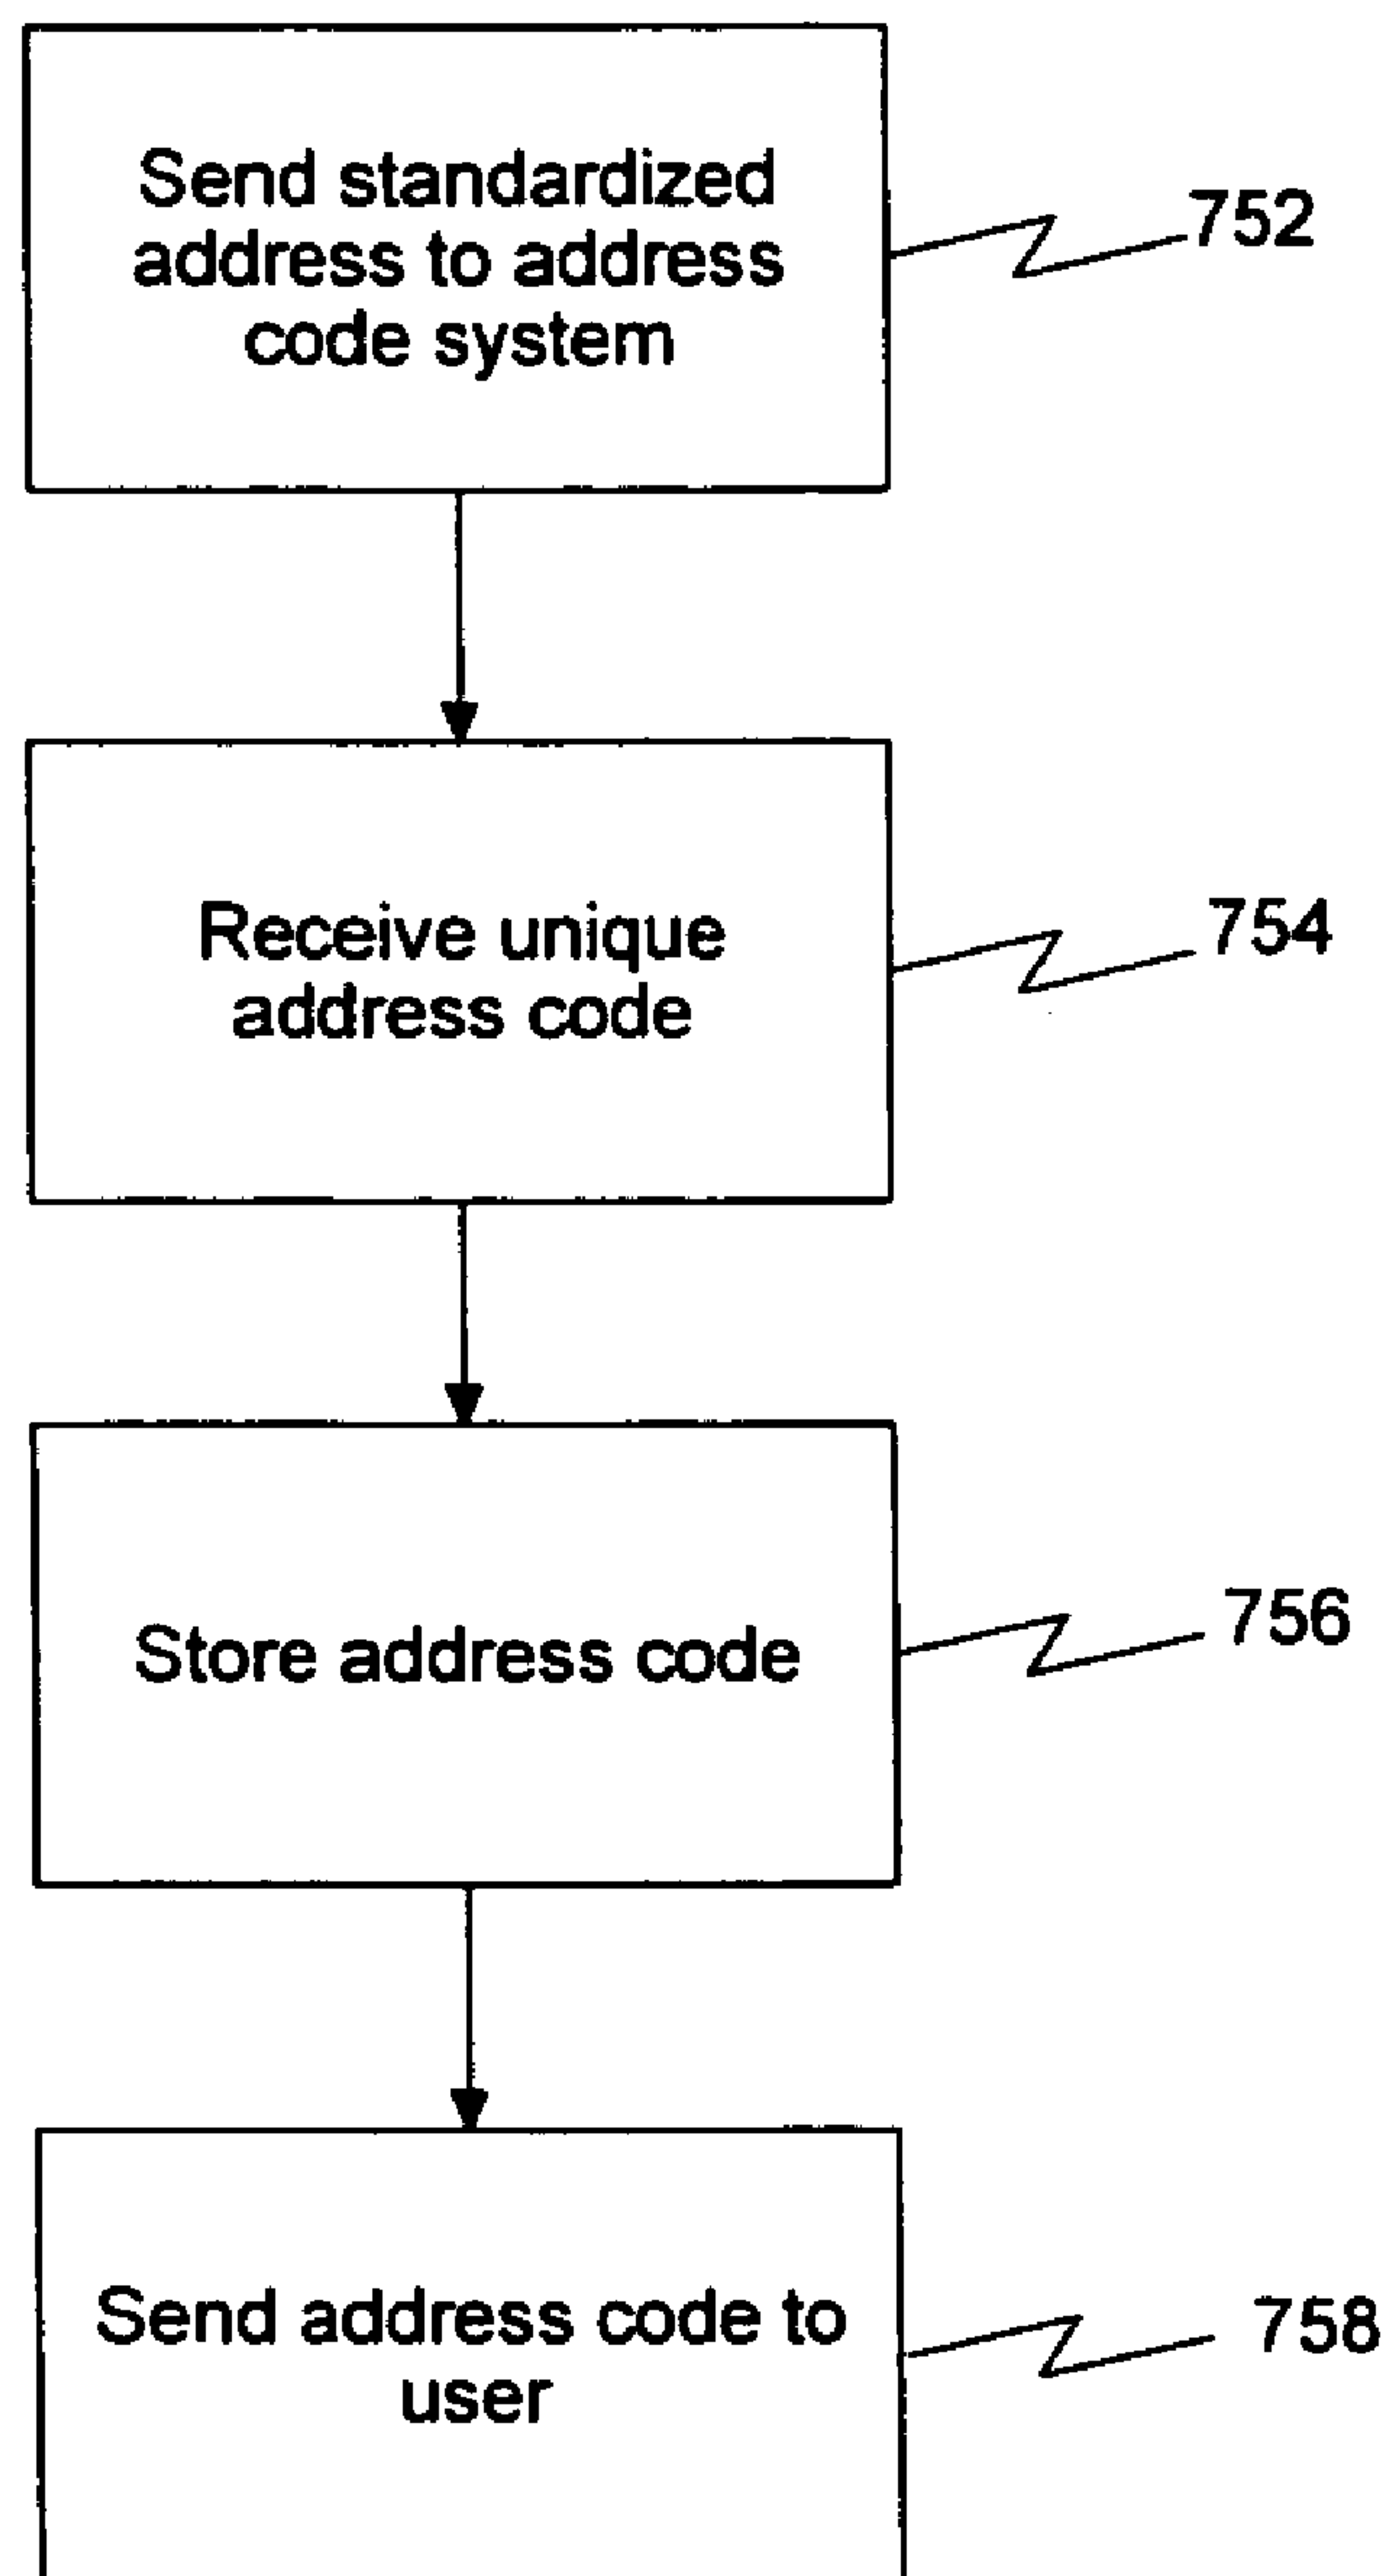 Send standardized
address to address
code system
752
Receive unique
address code
754
Store address code
756
Send address code to
user
758